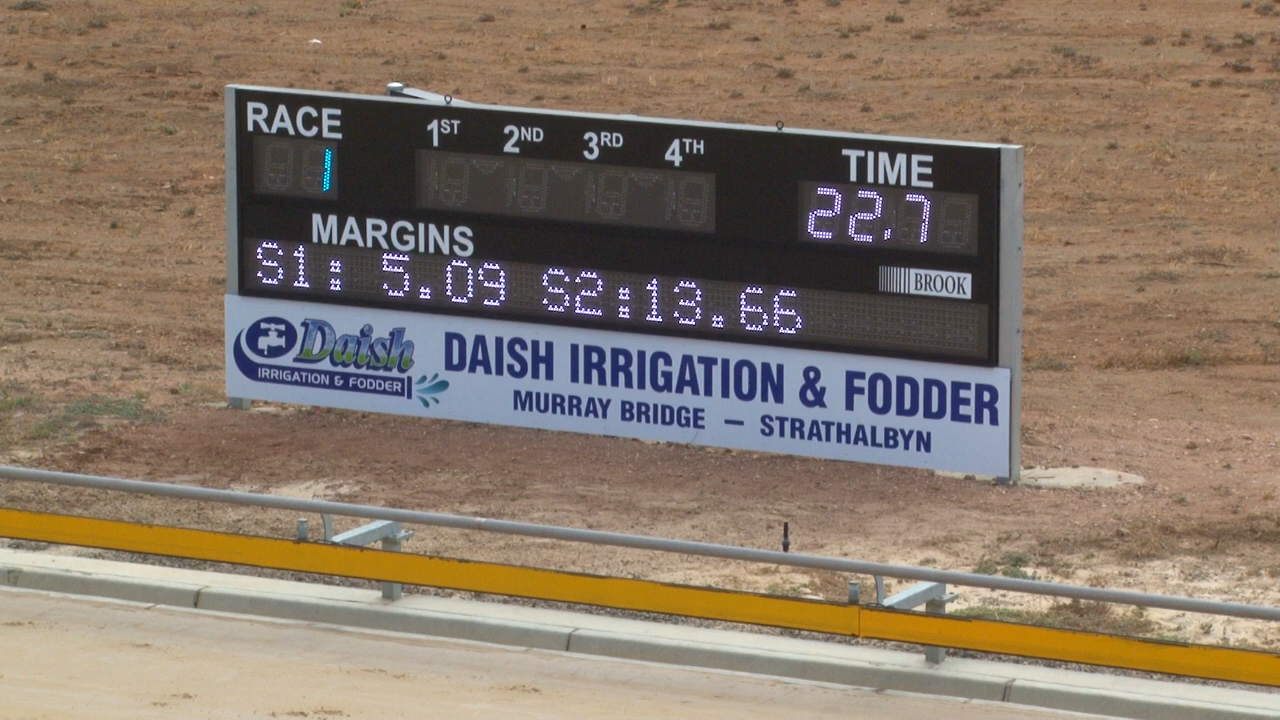 RACE 1ST 2ND 3RD 4TH TIME
1 22.7
MARGINS
BROOK
S1: 5.09 S2:13.66
Daish
IRRIGATION & FODDER
DAISH IRRIGATION & FODDER
MURRAY BRIDGE – STRATHALBYN